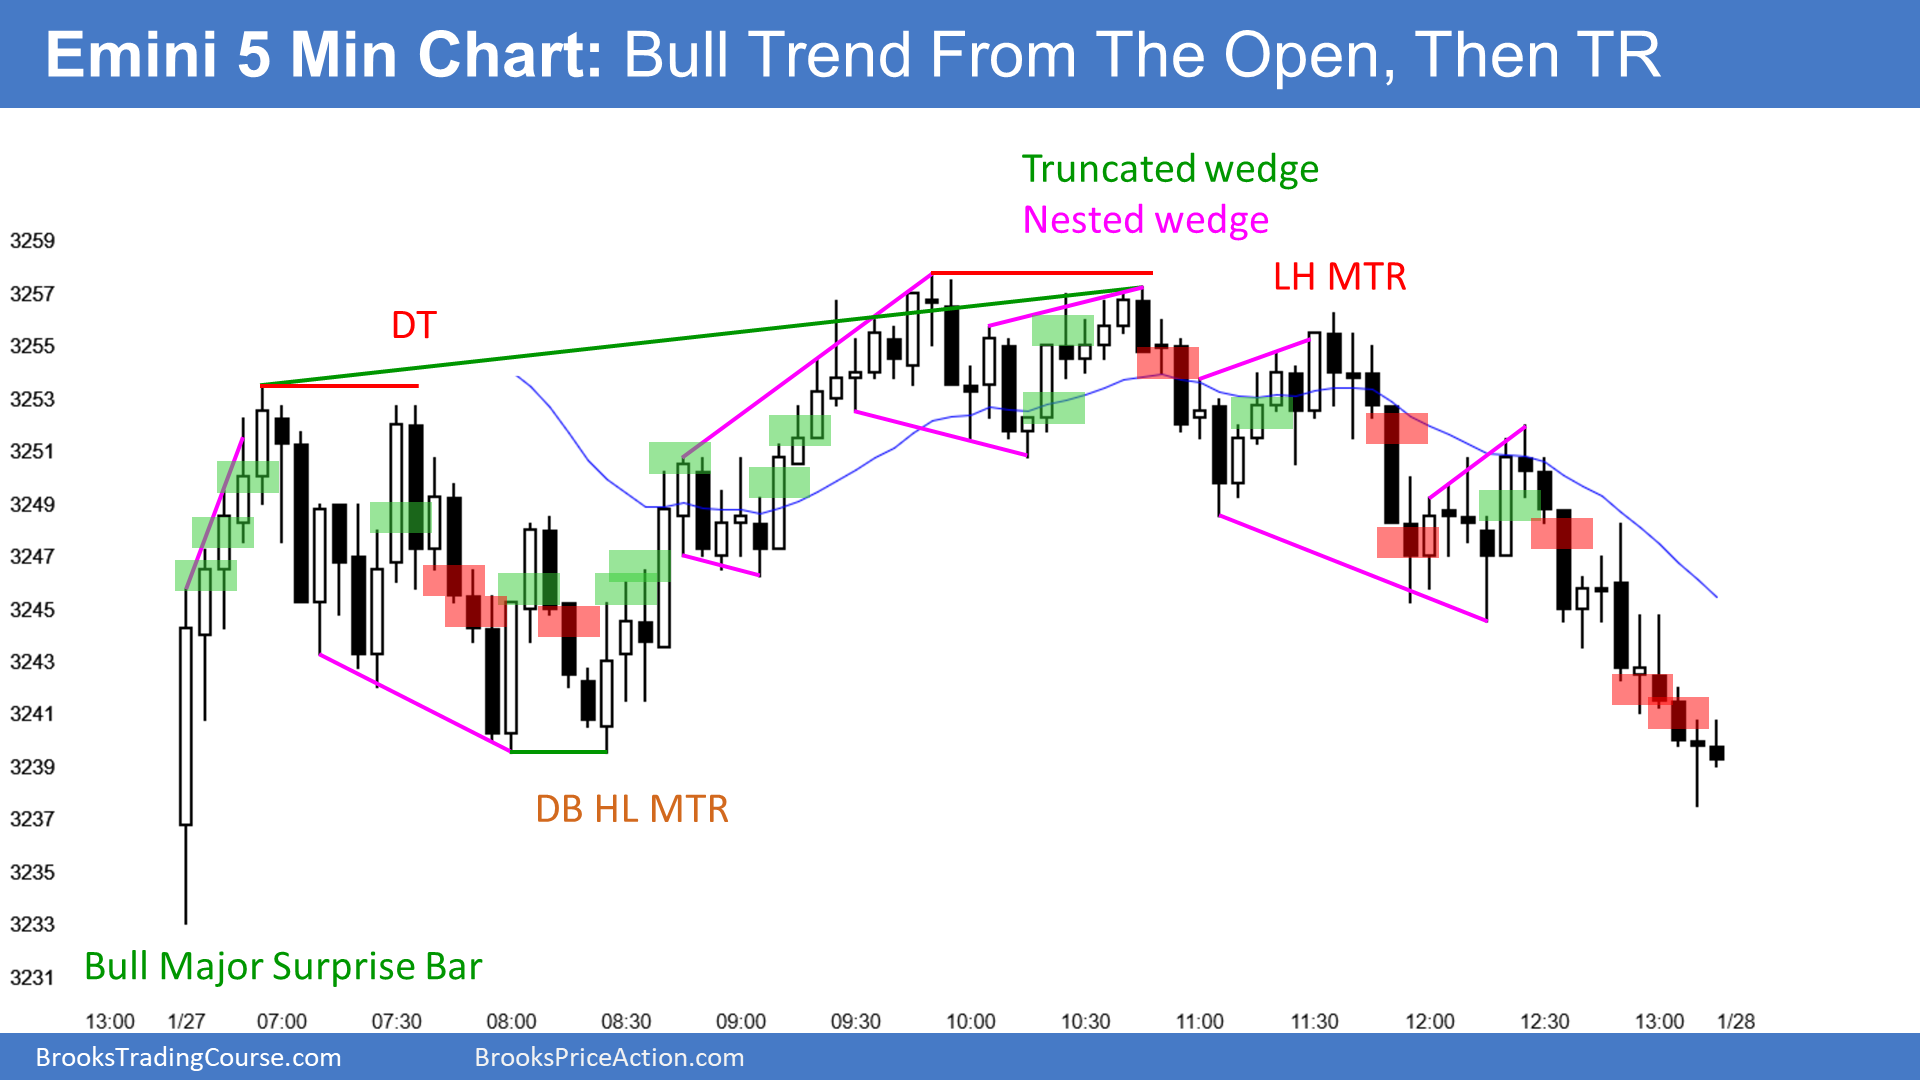 Emini 5 Min Chart: Bull Trend From The Open, Then TR
Truncated wedge
Nested wedge
LH MTR
DT
DB HL MTR
Bull Major Surprise Bar
3259
3257
3255
3253
3251
3249
3247
3245
3243
3241
3239
3237
3235
3233
3231
13:00 1/27 07:00 07:30 08:00 08:30 09:00 09:30 10:00 10:30 11:00 11:30 12:00 12:30 13:00 1/28
BrooksTradingCourse.com BrooksPriceAction.com